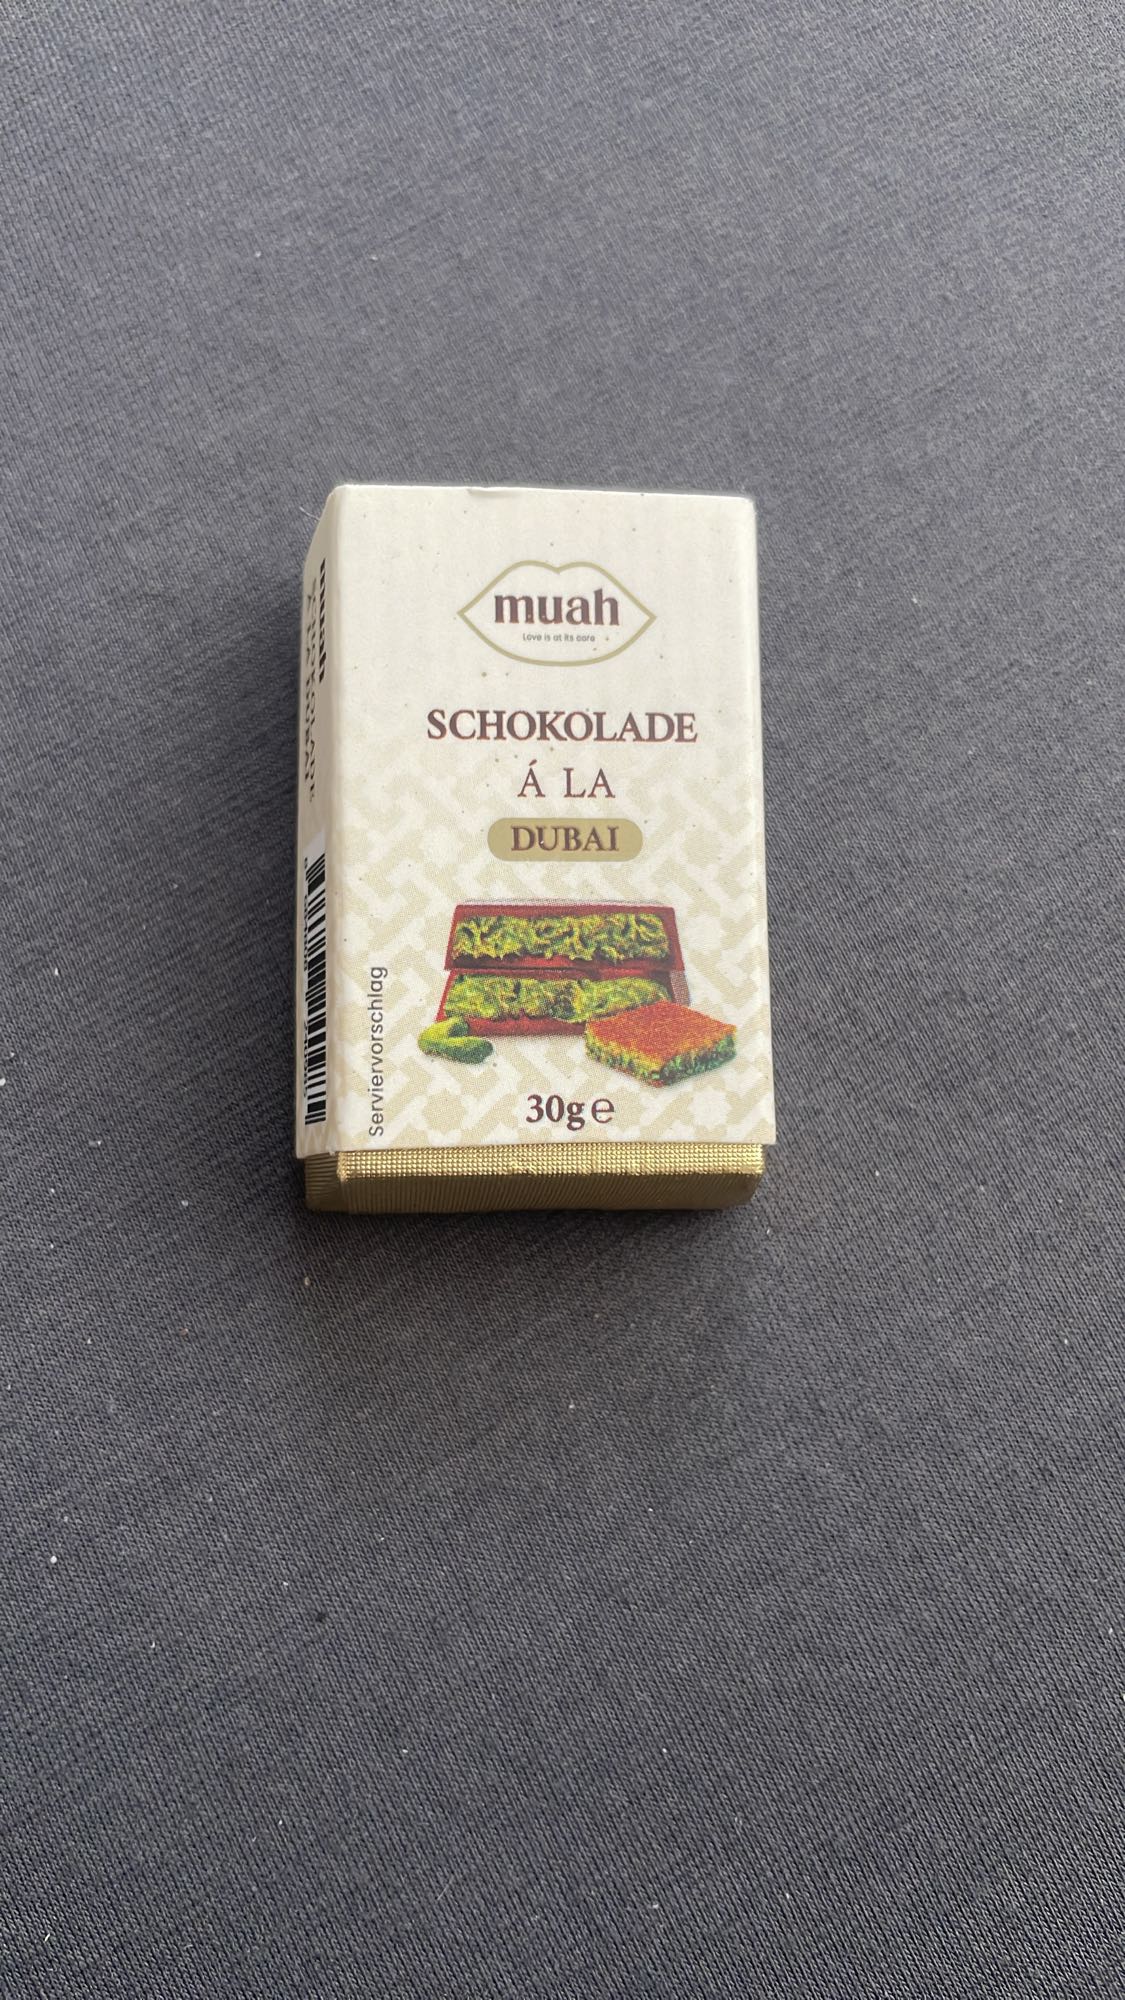 muah
Love is at its core
SCHOKOLADE
Á LA
DUBAI
Serviervorschlag
30g ℮